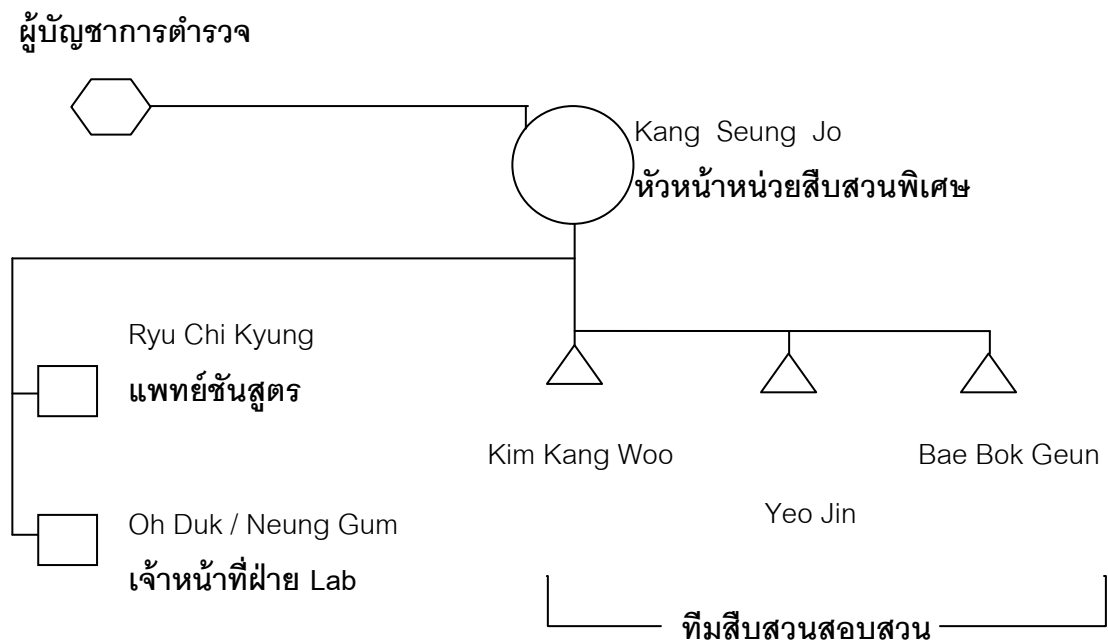 ผู้บัญชาการตำรวจ
Kang Seung Jo
หัวหน้าหน่วยสืบสวนพิเศษ
Ryu Chi Kyung
แพทย์ชันสูตร
Kim Kang Woo
Bae Bok Geun
Yeo Jin
Oh Duk / Neung Gum
เจ้าหน้าที่ฝ่าย Lab
ทีมสืบสวนสอบสวน